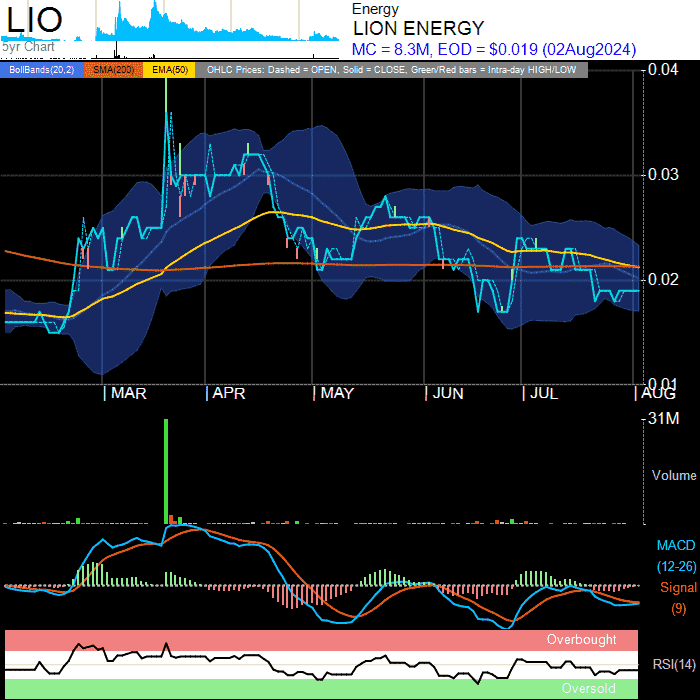 LIO
5yr Chart
Energy
LION ENERGY
MC = 8.3M, EOD = $0.019 (02Aug2024)
BollBands(20,2) SMA(200) EMA(50) OHLC Prices: Dashed = OPEN, Solid = CLOSE, Green/Red bars = Intra-day HIGH/LOW
0.04
0.03
0.02
0.01
MAR APR MAY JUN JUL AUG
31M
Volume
MACD
(12-26)
Signal
(9)
Overbought
RSI(14)
Oversold